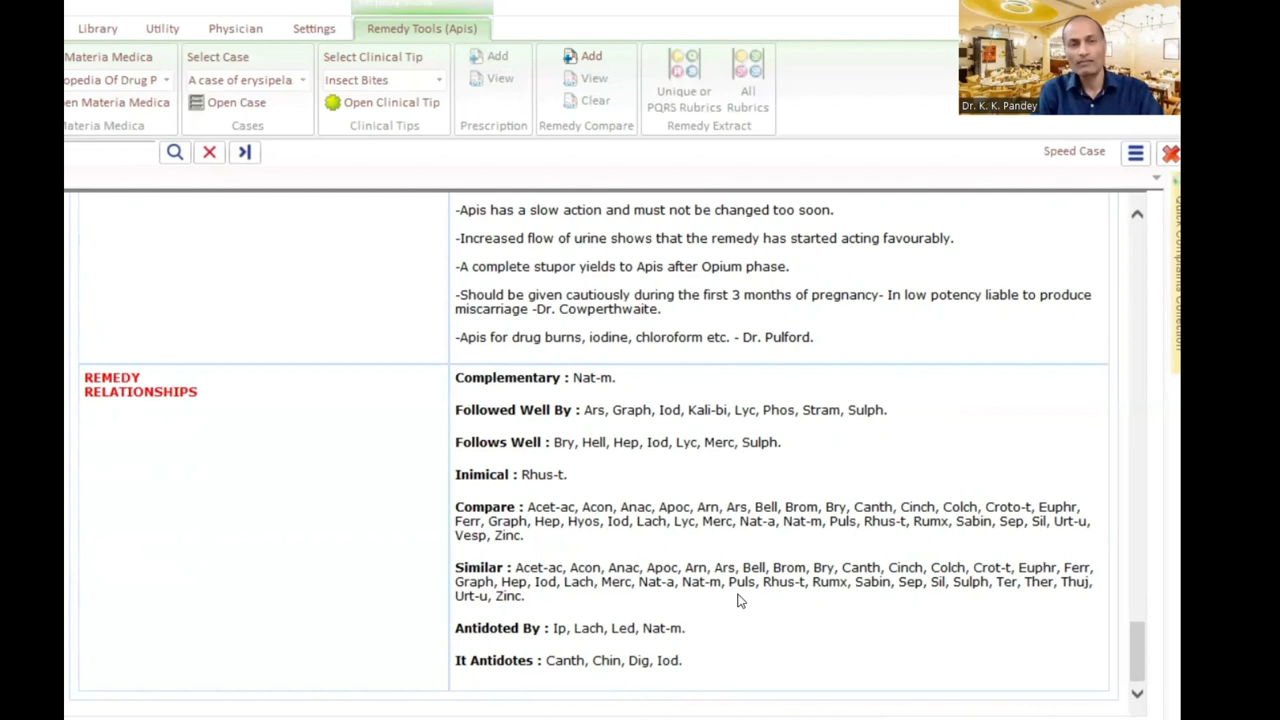 Library Utility Physician Settings Remedy Tools (Apis)
Materia Medica Select Case Select Clinical Tip Add Add
opedia Of Drug P A case of erysipela Insect Bites View View
en Materia Medica Open Case Open Clinical Tip Clear
Unique or PQRS Rubrics All Rubrics
Materia Medica Cases Clinical Tips Prescription Remedy Compare Remedy Extract
Dr. K. K. Pandey
Speed Case
-Apis has a slow action and must not be changed too soon.
-Increased flow of urine shows that the remedy has started acting favourably.
-A complete stupor yields to Apis after Opium phase.
-Should be given cautiously during the first 3 months of pregnancy- In low potency liable to produce
miscarriage -Dr. Cowperthwaite.
-Apis for drug burns, iodine, chloroform etc. - Dr. Pulford.
REMEDY
RELATIONSHIPS
Complementary : Nat-m.
Followed Well By : Ars, Graph, Iod, Kali-bi, Lyc, Phos, Stram, Sulph.
Follows Well : Bry, Hell, Hep, Iod, Lyc, Merc, Sulph.
Inimical : Rhus-t.
Compare : Acet-ac, Acon, Anac, Apoc, Arn, Ars, Bell, Brom, Bry, Canth, Cinch, Colch, Croto-t, Euphr,
Ferr, Graph, Hep, Hyos, Iod, Lach, Lyc, Merc, Nat-a, Nat-m, Puls, Rhus-t, Rumx, Sabin, Sep, Sil, Urt-u,
Vesp, Zinc.
Similar : Acet-ac, Acon, Anac, Apoc, Arn, Ars, Bell, Brom, Bry, Canth, Cinch, Colch, Crot-t, Euphr, Ferr,
Graph, Hep, Iod, Lach, Merc, Nat-a, Nat-m, Puls, Rhus-t, Rumx, Sabin, Sep, Sil, Sulph, Ter, Ther, Thuj,
Urt-u, Zinc.
Antidoted By : Ip, Lach, Led, Nat-m.
It Antidotes : Canth, Chin, Dig, Iod.